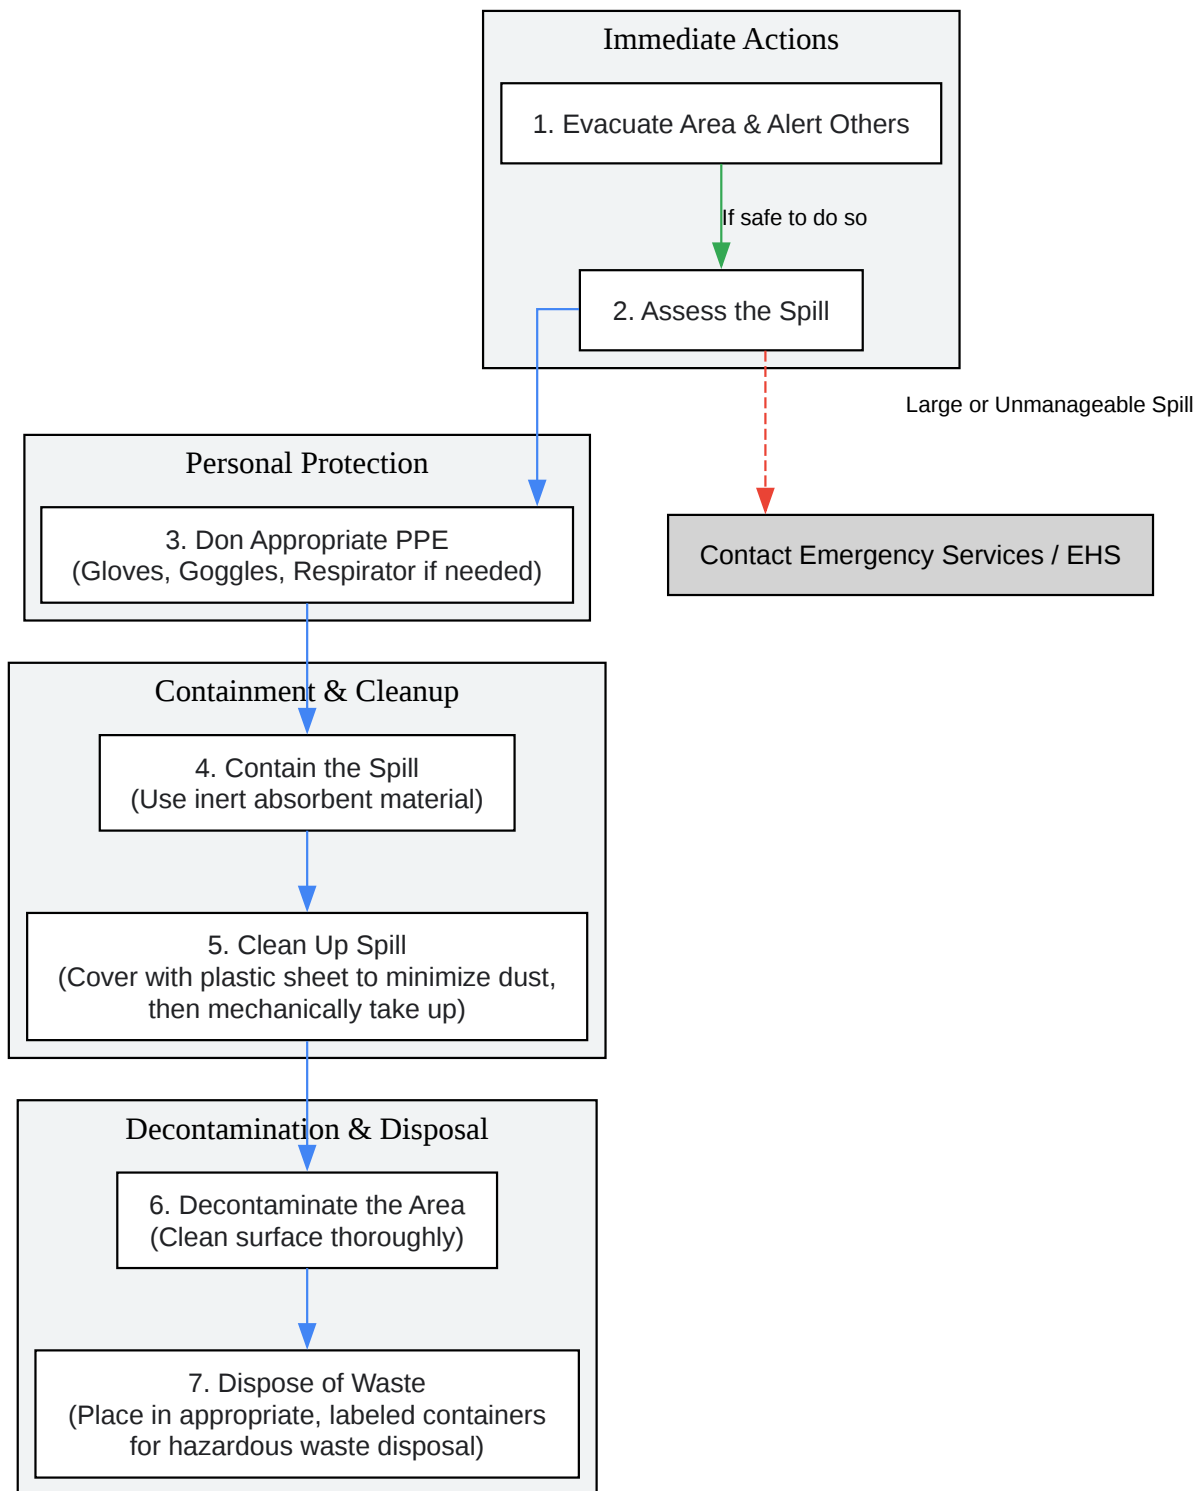 Immediate Actions
1. Evacuate Area & Alert Others
If safe to do so
2. Assess the Spill
Large or Unmanageable Spill
Personal Protection
3. Don Appropriate PPE
(Gloves, Goggles, Respirator if needed)
Contact Emergency Services / EHS
Containment & Cleanup
4. Contain the Spill
(Use inert absorbent material)
5. Clean Up Spill
(Cover with plastic sheet to minimize dust,
then mechanically take up)
Decontamination & Disposal
6. Decontaminate the Area
(Clean surface thoroughly)
7. Dispose of Waste
(Place in appropriate, labeled containers
for hazardous waste disposal)